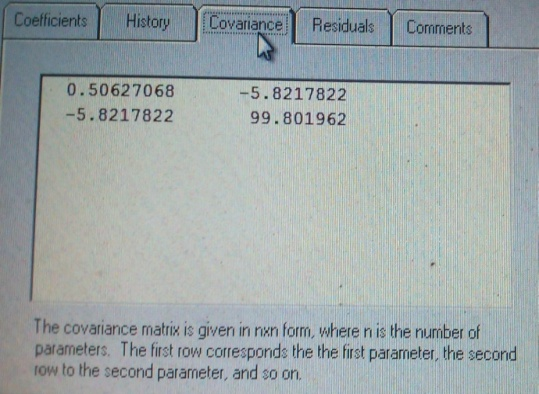 Coefficients History Covariance Residuals Comments
0.50627068 -5.8217822
-5.8217822 99.801962
The covariance matrix is given in nxn form, where n is the number of
parameters. The first row corresponds the the first parameter, the second
row to the second parameter, and so on.